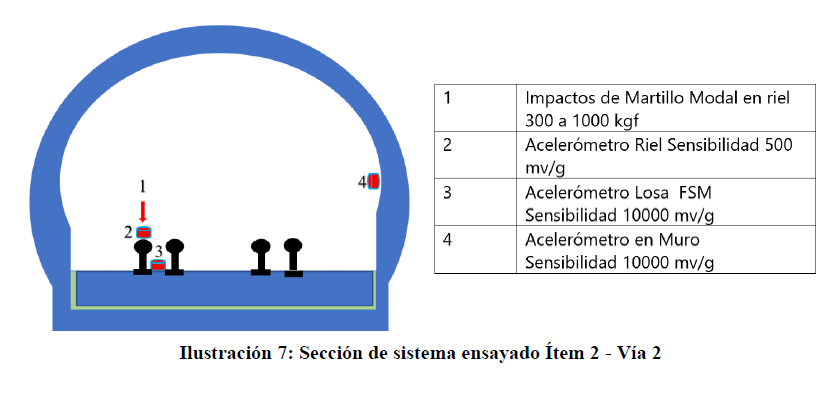 1
2
3
4
1
Impactos de Martillo Modal en riel
300 a 1000 kgf
2
Acelerómetro Riel Sensibilidad 500
mv/g
3
Acelerómetro Losa FSM
Sensibilidad 10000 mv/g
4
Acelerómetro en Muro
Sensibilidad 10000 mv/g
Ilustración 7: Sección de sistema ensayado Ítem 2 - Vía 2